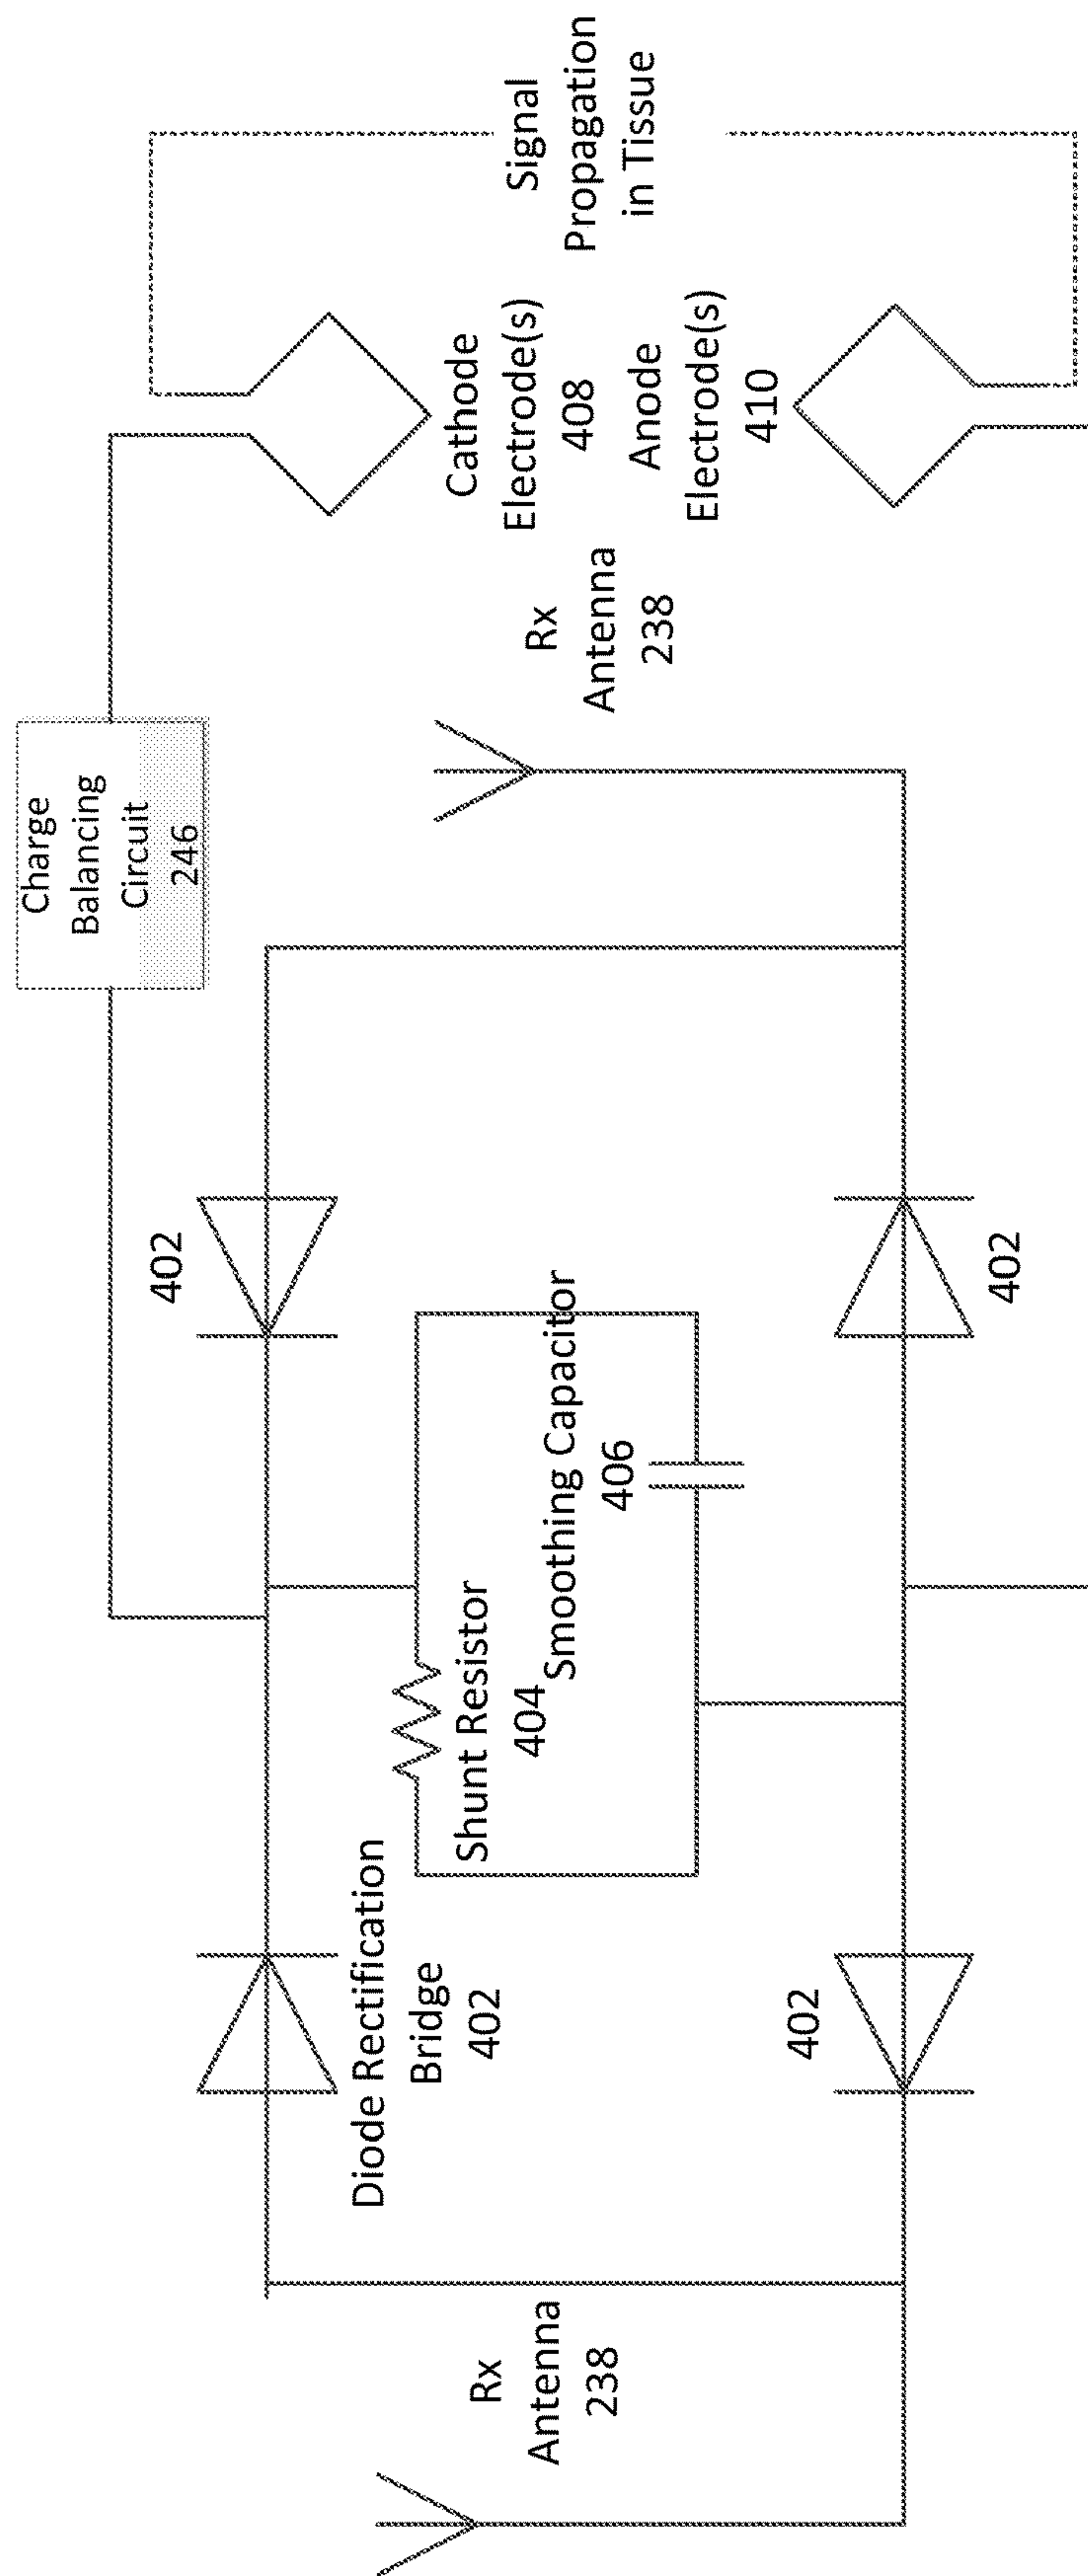 Charge
Balancing
Circuit
246
402
Diode Rectification
Bridge
402
Shunt Resistor
404
Smoothing Capacitor
406
Rx
Antenna
238
Rx
Antenna
238
Cathode
Electrode(s)
408
Anode
Electrode(s)
410
Signal
Propagation
in Tissue
402
402